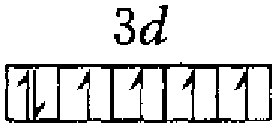 3d
⥮ ↿ ↿ ↿ ↿